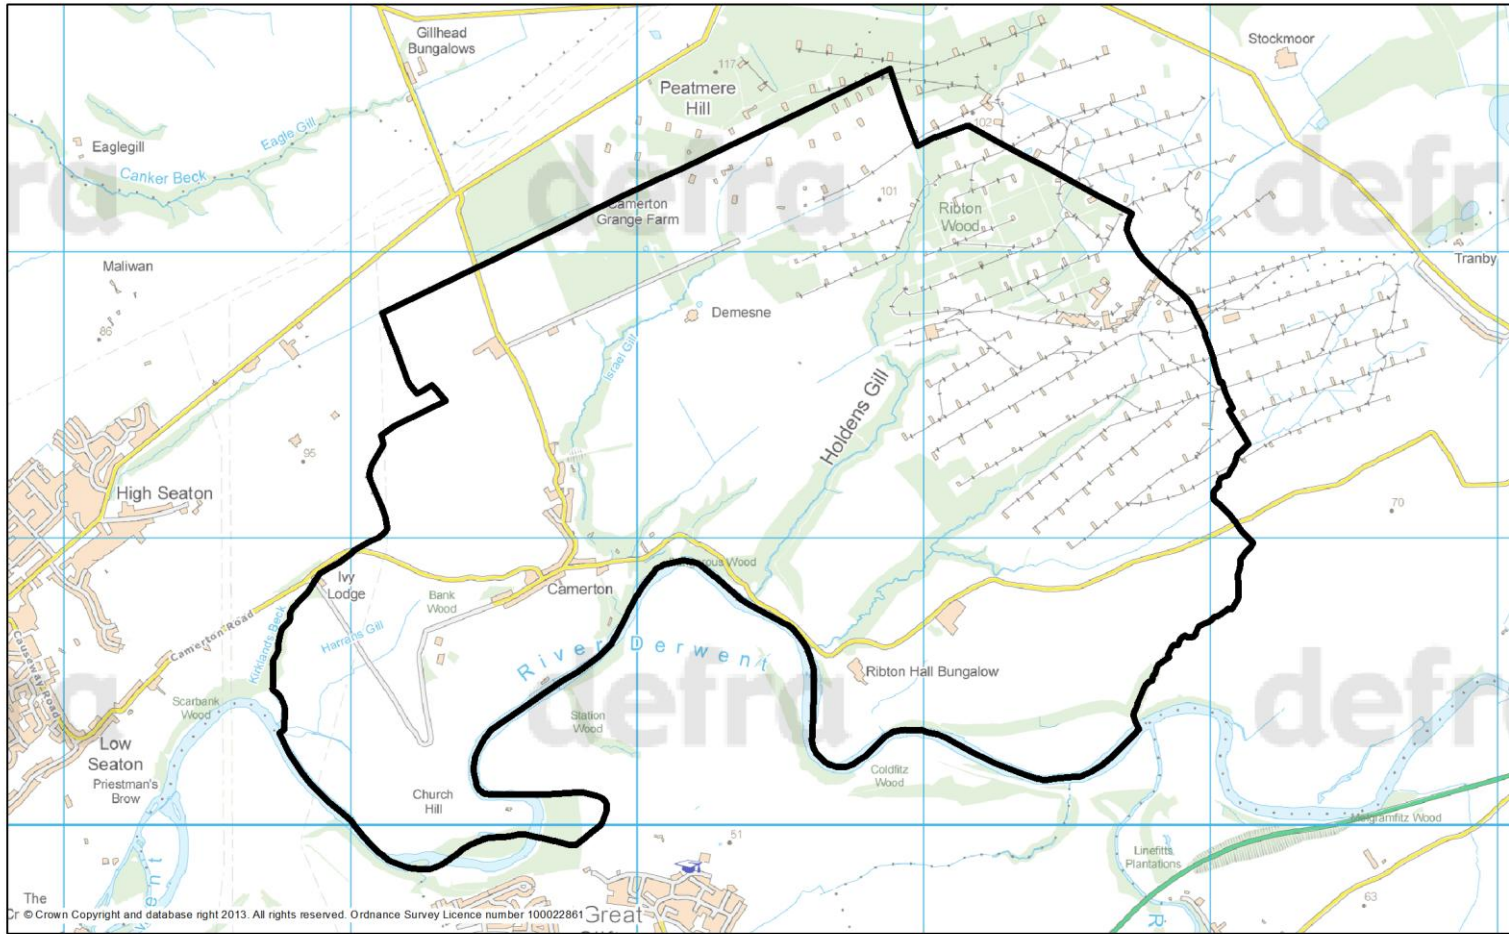 Gillhead
Bungalows
Stockmoor
117
Peatmere
Hill
102
Eagle Gill
Eaglegill
Canker Beck
defra
101
Camerton
Grange Farm
Ribton
Wood
Maliwan
Tranby
86
Demesne
Israel Gill
Holdens Gill
95
High Seaton
70
Ivy
Lodge
Bank
Wood
Camerton
Camerton Road
Kirklands Beck
Harrans Gill
River Derwent
Ribton Hall Bungalow
Causeway Road
Scarbank
Wood
Station
Wood
defra
Low
Seaton
Priestman's
Brow
Church
Hill
Coldfitz
Wood
51
Melgramfitz Wood
Linefitts
Plantations
63
The
© Crown Copyright and database right 2013. All rights reserved. Ordnance Survey Licence number 100022861
Great
R